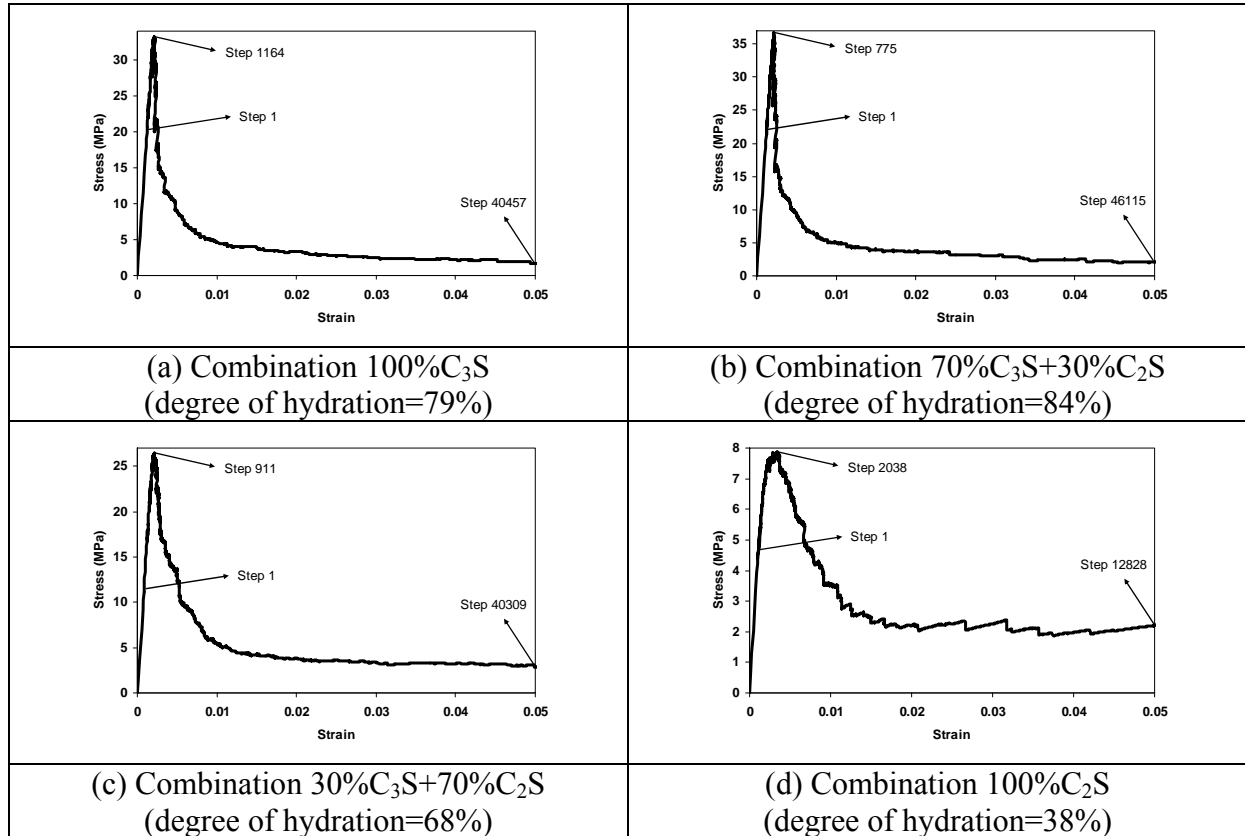 Step 1164
Step 1
Step 40457
Stress (MPa)
30
25
20
15
10
5
0
0 0.01 0.02 0.03 0.04 0.05
Strain
Step 775
Step 1
Step 46115
Stress (MPa)
35
30
25
20
15
10
5
0
0 0.01 0.02 0.03 0.04 0.05
Strain
(a) Combination 100%C₃S
(degree of hydration=79%)
(b) Combination 70%C₃S+30%C₂S
(degree of hydration=84%)
Step 911
Step 1
Step 40309
Stress (MPa)
25
20
15
10
5
0
0 0.01 0.02 0.03 0.04 0.05
Strain
Step 2038
Step 1
Step 12828
Stress (MPa)
8
7
6
5
4
3
2
1
0
0 0.01 0.02 0.03 0.04 0.05
Strain
(c) Combination 30%C₃S+70%C₂S
(degree of hydration=68%)
(d) Combination 100%C₂S
(degree of hydration=38%)